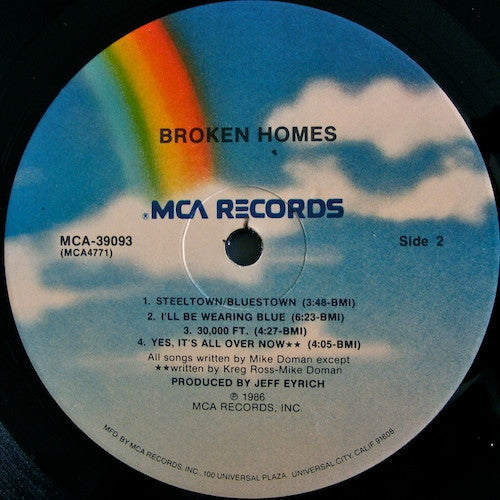 BROKEN HOMES
® MCA RECORDS
MCA-39093
(MCA4771)
Side 2
1. STEELTOWN/BLUESTOWN (3:48-BMI)
2. I'LL BE WEARING BLUE (6:23-BMI)
3. 30,000 FT. (4:27-BMI)
4. YES, IT'S ALL OVER NOW★★ (4:05-BMI)
All songs written by Mike Doman except
★★written by Kreg Ross-Mike Doman
PRODUCED BY JEFF EYRICH
℗ 1986
MCA RECORDS, INC.
MFD. BY MCA RECORDS, INC., 100 UNIVERSAL PLAZA, UNIVERSAL CITY, CALIF. 91608